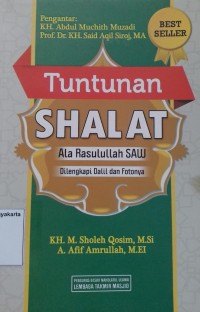 Pengantar:
KH. Abdul Muchith Muzadi
Prof. Dr. KH. Said Aqil Siroj, MA
BEST
SELLER
Tuntunan
SHALAT
Ala Rasulullah SAW
Dilengkapi Dalil dan Fotonya
yakarta
KH. M. Sholeh Qosim, M.Si
A. Afif Amrullah, M.EI
LEMBAGA TAKMIR MASJID